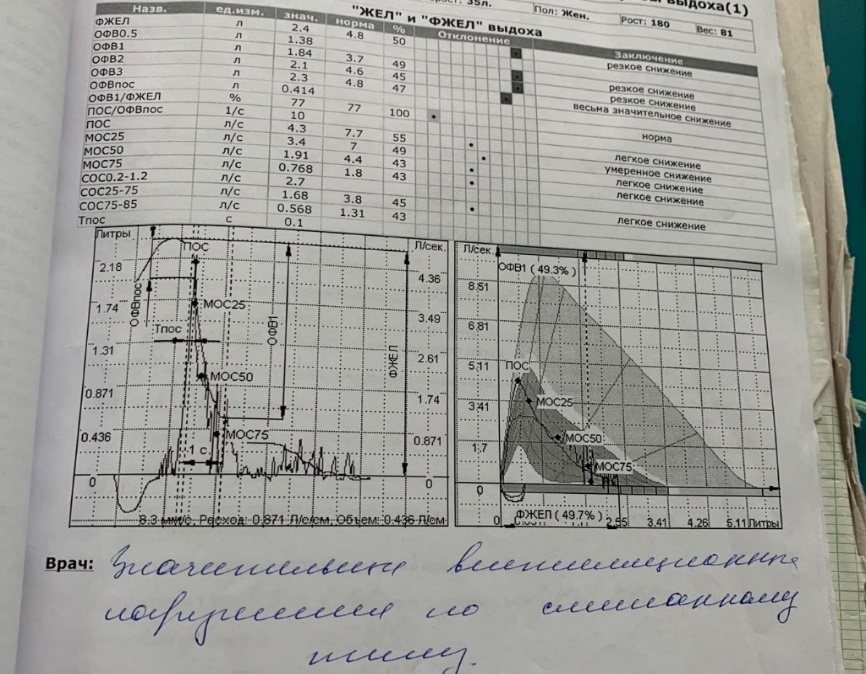 выдоха(1)
35л. Пол: Жен. Рост: 180 Вес: 81
"ЖЕЛ" и "ФЖЕЛ" выдоха
Назв. ед.изм. знач. норма % Отклонение Заключение
ФЖЕЛ л 2.4 4.8 50 резкое снижение
ОФВ0.5 л 1.38
ОФВ1 л 1.84 3.7 49 резкое снижение
ОФВ2 л 2.1 4.6 45 резкое снижение
ОФВ3 л 2.3 4.8 47 весьма значительное снижение
ОФВпос л 0.414
ОФВ1/ФЖЕЛ % 77 77 100 норма
ПОС/ОФВпос 1/с 10
ПОС л/с 4.3 7.7 55 легкое снижение
МОС25 л/с 3.4 7 49 умеренное снижение
МОС50 л/с 1.91 4.4 43 легкое снижение
МОС75 л/с 0.768 1.8 43 легкое снижение
СОС0.2-1.2 л/с 2.7
СОС25-75 л/с 1.68 3.8 45 легкое снижение
СОС75-85 л/с 0.568 1.31 43
Тпос с 0.1
Литры
2.18
1.74
1.31
0.871
0.436
0
ПОС
ОФВпос
МОС25
Тпос
МОС50
МОС75
1 с.
ОФВ1
ФЖЕЛ
Л/сек.
4.36
3.49
2.61
1.74
0.871
0
8.3 мм/с. Расход: 0.871 Л/с/см, Объем: 0.436 Л/см
Л/сек.
ОФВ1 ( 49.3% )
8.51
6.81
5.11
3.41
1.7
0
ПОС
МОС25
МОС50
МОС75
ФЖЕЛ ( 49.7% )
0 2.55 3.41 4.26 5.11 Литры
Врач: Значительные вентиляционные
нарушения по смешанному
типу.